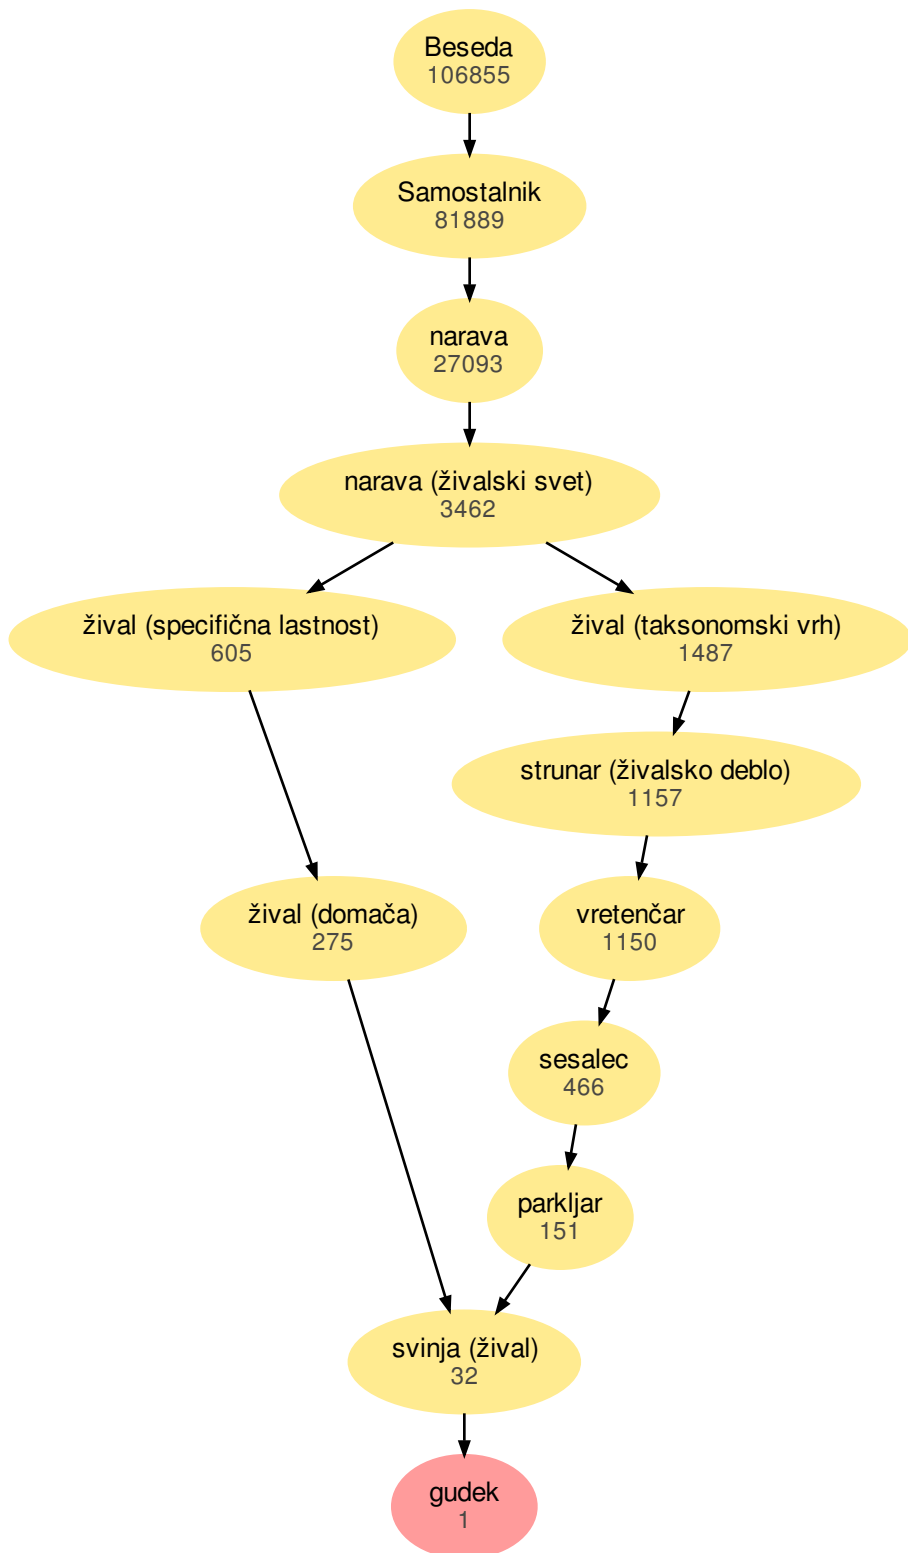 Beseda
106855
Samostalnik
81889
narava
27093
narava (živalski svet)
3462
žival (specifična lastnost)
605
žival (taksonomski vrh)
1487
strunar (živalsko deblo)
1157
žival (domača)
275
vretenčar
1150
sesalec
466
parkljar
151
svinja (žival)
32
gudek
1